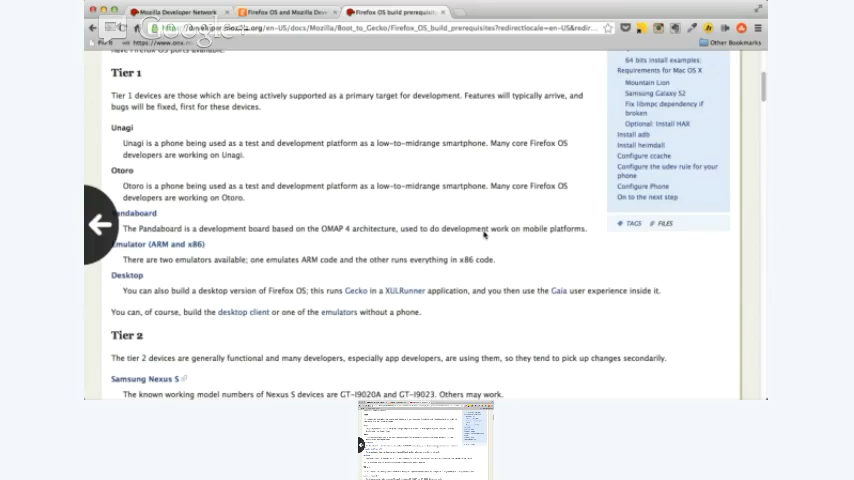 Mozilla Developer Network
Firefox OS and Mozilla Deve
Firefox OS build prerequisit
Google+
.org/en-US/docs/Mozilla/Boot_to_Gecko/Firefox_OS_build_prerequisites?redirectlocale=en-US&redir...
Other Bookmarks
have Firefox OS ports available.
Tier 1
Tier 1 devices are those which are being actively supported as a primary target for development. Features will typically arrive, and
bugs will be fixed, first for these devices.
Unagi
Unagi is a phone being used as a test and development platform as a low-to-midrange smartphone. Many core Firefox OS
developers are working on Unagi.
Otoro
Otoro is a phone being used as a test and development platform as a low-to-midrange smartphone. Many core Firefox OS
developers are working on Otoro.
andaboard
The Pandaboard is a development board based on the OMAP 4 architecture, used to do development work on mobile platforms.
Emulator (ARM and x86)
There are two emulators available; one emulates ARM code and the other runs everything in x86 code.
Desktop
You can also build a desktop version of Firefox OS; this runs Gecko in a XULRunner application, and you then use the Gaia user experience inside it.
You can, of course, build the desktop client or one of the emulators without a phone.
Tier 2
The tier 2 devices are generally functional and many developers, especially app developers, are using them, so they tend to pick up changes secondarily.
Samsung Nexus S
The known working model numbers of Nexus S devices are GT-I9020A and GT-I9023. Others may work.
64 bits install examples:
Requirements for Mac OS X
Mountain Lion
Samsung Galaxy S2
Fix libmpc dependency if
broken
Optional: Install HAX
Install adb
Install heimdall
Configure ccache
Configure the udev rule for your
phone
Configure Phone
On to the next step
TAGS
FILES